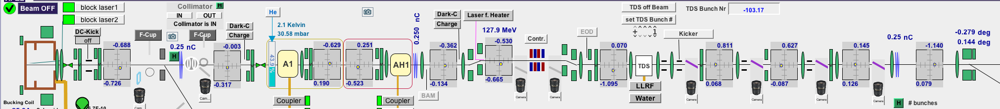 Beam OFF
block laser1
block laser2
Collimator H
IN OUT
Collimator is IN
DC-Kick
off
F-Cup
F-Cup
Dark-C
Charge
He
2.1 Kelvin
30.58 mbar
0.250 nC
Dark-C
Charge
Laser f. Heater
127.9 MeV
Contr.
EOD
TDS off Beam
set TDS Bunch #
+ 1
TDS Bunch Nr -103.17
Kicker
0.25 nC
-0.279 deg
0.144 deg
-0.688
-0.726
0.25 nC
H
-0.003
-0.317
43.9 %
A1
-0.629
0.190
0.251
-0.523
AH1
-0.362
-0.134
-0.530
-0.665
0.070
-1.095
TDS
0.811
0.068
0.627
-0.087
0.145
0.126
-1.140
0.079
LLRF
Water
BAM
Coupler
Coupler
Cam...
Cam...
Camera
Camera
Camera
Camera
Camera
Camera
Bucking Coil
6.7E-10
H # bunches